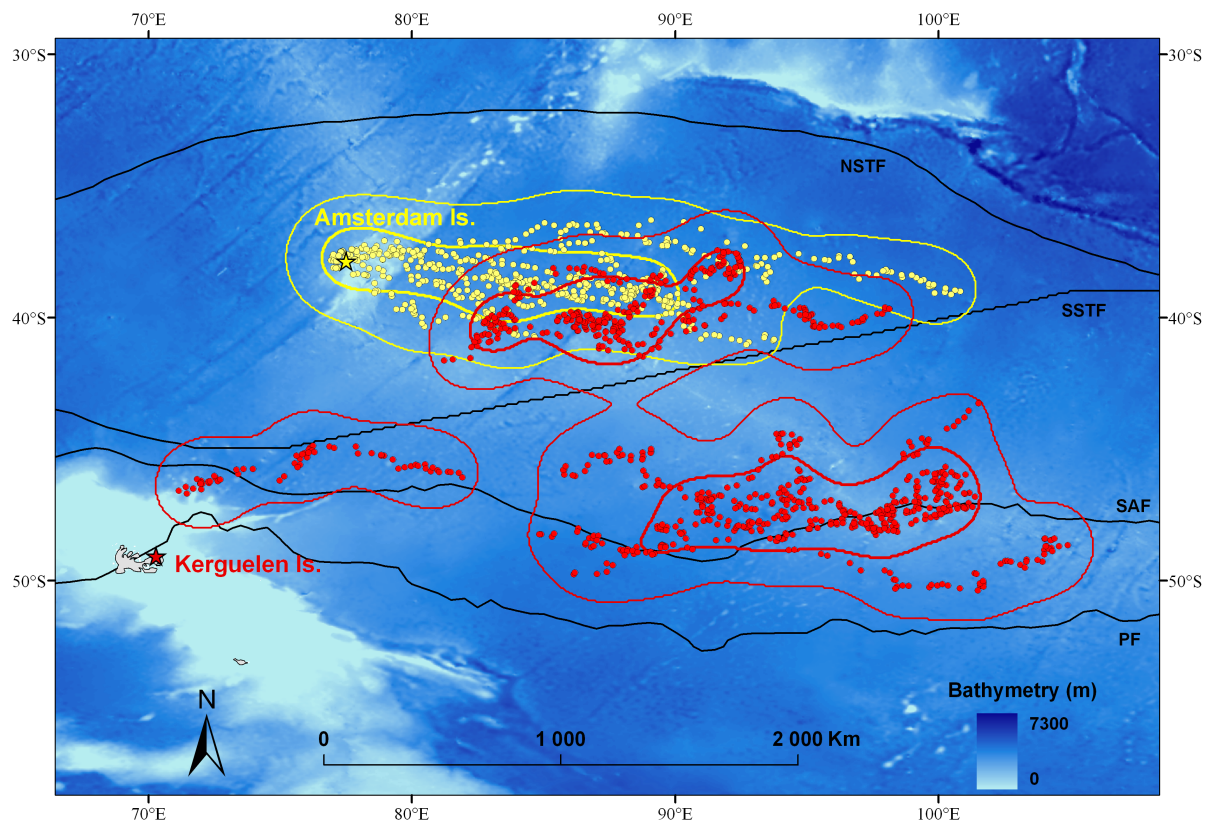 70°E 80°E 90°E 100°E
30°S 30°S
NSTF
Amsterdam Is.
SSTF
40°S 40°S
SAF
Kerguelen Is.
50°S 50°S
PF
N
Bathymetry (m)
7300
0
0 1 000 2 000 Km
70°E 80°E 90°E 100°E